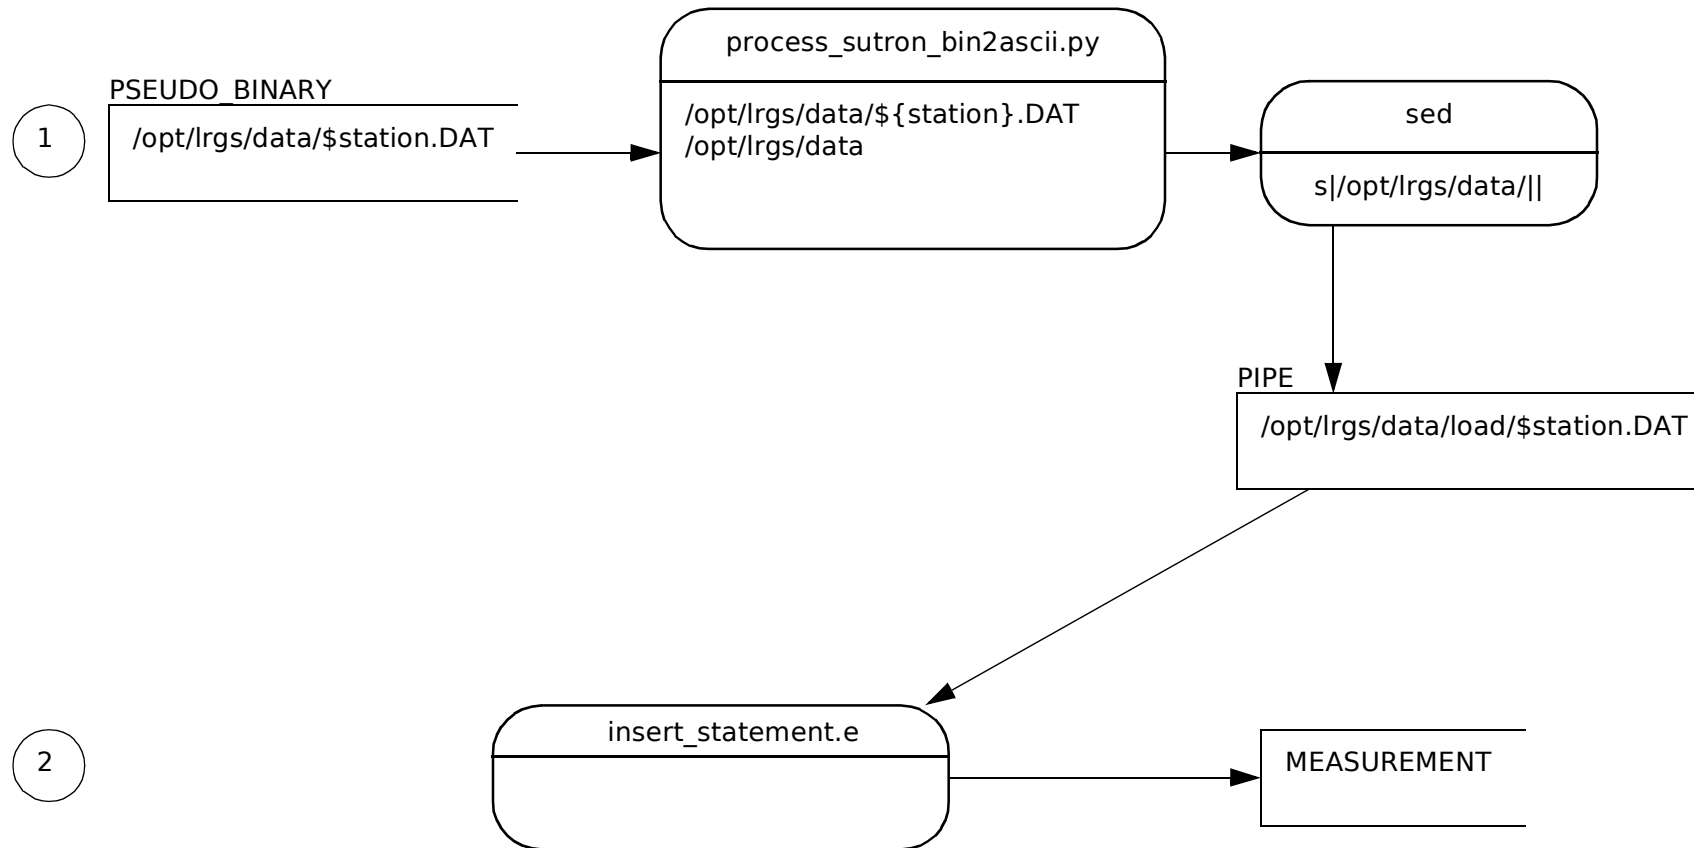 process_sutron_bin2ascii.py
PSEUDO_BINARY
1
/opt/lrgs/data/$station.DAT
/opt/lrgs/data/${station}.DAT
/opt/lrgs/data
sed
s|/opt/lrgs/data/||
PIPE
/opt/lrgs/data/load/$station.DAT
2
insert_statement.e
MEASUREMENT